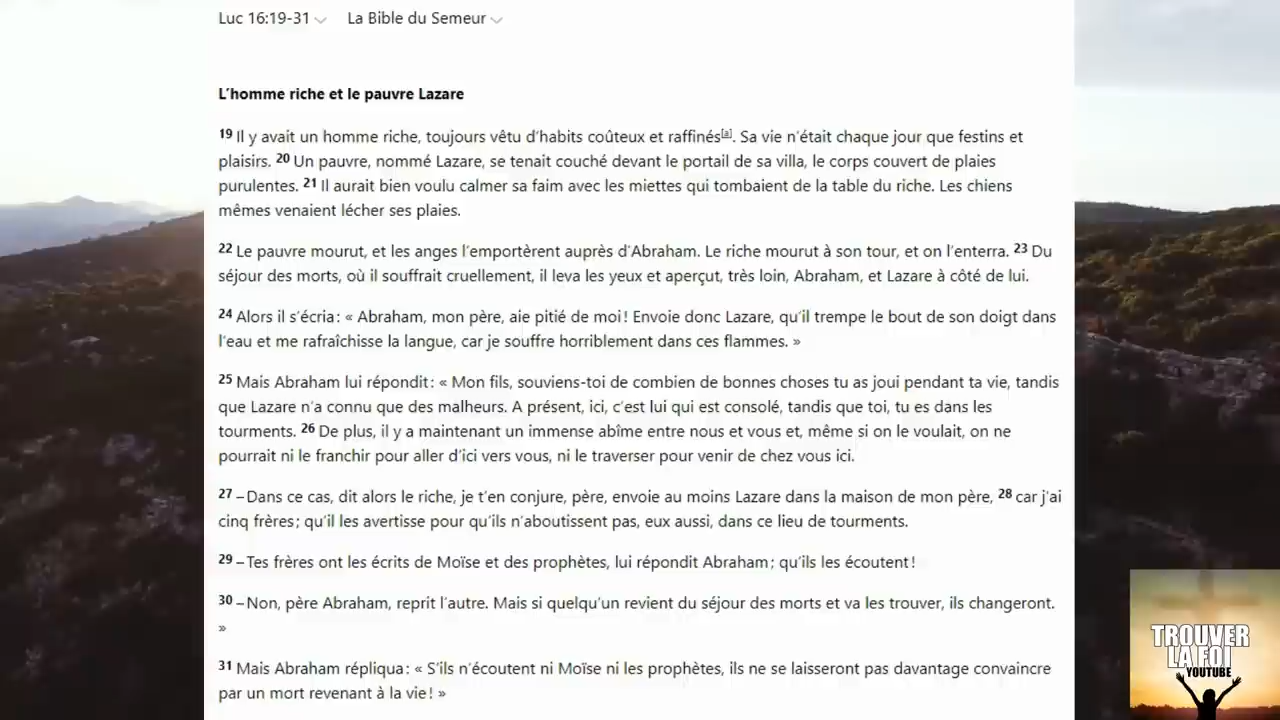 Luc 16:19-31 La Bible du Semeur
L’homme riche et le pauvre Lazare
19 Il y avait un homme riche, toujours vêtu d’habits coûteux et raffinés[a]. Sa vie n’était chaque jour que festins et
plaisirs. 20 Un pauvre, nommé Lazare, se tenait couché devant le portail de sa villa, le corps couvert de plaies
purulentes. 21 Il aurait bien voulu calmer sa faim avec les miettes qui tombaient de la table du riche. Les chiens
mêmes venaient lécher ses plaies.
22 Le pauvre mourut, et les anges l’emportèrent auprès d’Abraham. Le riche mourut à son tour, et on l’enterra. 23 Du
séjour des morts, où il souffrait cruellement, il leva les yeux et aperçut, très loin, Abraham, et Lazare à côté de lui.
24 Alors il s’écria : « Abraham, mon père, aie pitié de moi ! Envoie donc Lazare, qu’il trempe le bout de son doigt dans
l’eau et me rafraîchisse la langue, car je souffre horriblement dans ces flammes. »
25 Mais Abraham lui répondit : « Mon fils, souviens-toi de combien de bonnes choses tu as joui pendant ta vie, tandis
que Lazare n’a connu que des malheurs. A présent, ici, c’est lui qui est consolé, tandis que toi, tu es dans les
tourments. 26 De plus, il y a maintenant un immense abîme entre nous et vous et, même si on le voulait, on ne
pourrait ni le franchir pour aller d’ici vers vous, ni le traverser pour venir de chez vous ici.
27 – Dans ce cas, dit alors le riche, je t’en conjure, père, envoie au moins Lazare dans la maison de mon père, 28 car j’ai
cinq frères ; qu’il les avertisse pour qu’ils n’aboutissent pas, eux aussi, dans ce lieu de tourments.
29 – Tes frères ont les écrits de Moïse et des prophètes, lui répondit Abraham ; qu’ils les écoutent !
30 – Non, père Abraham, reprit l’autre. Mais si quelqu’un revient du séjour des morts et va les trouver, ils changeront.
»
31 Mais Abraham répliqua : « S’ils n’écoutent ni Moïse ni les prophètes, ils ne se laisseront pas davantage convaincre
par un mort revenant à la vie ! »
TROUVER
LA FOI
YOUTUBE